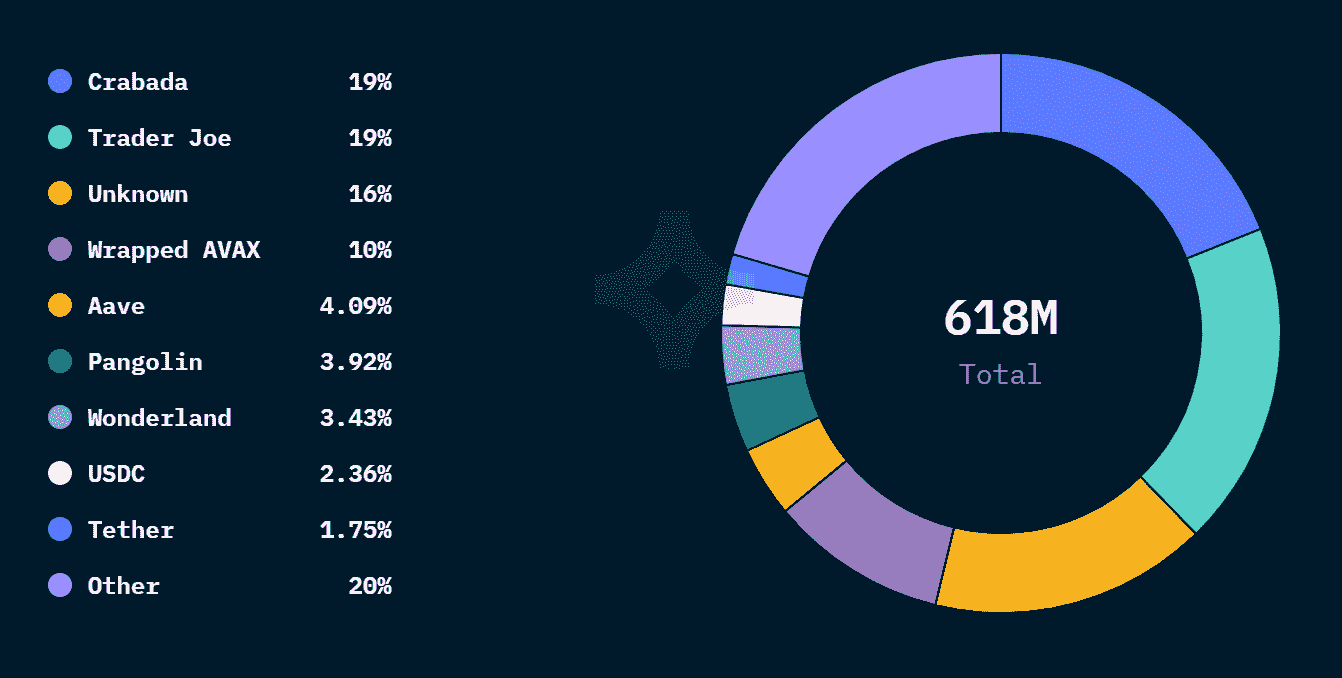 Crabada 19%
Trader Joe 19%
Unknown 16%
Wrapped AVAX 10%
Aave 4.09%
Pangolin 3.92%
Wonderland 3.43%
USDC 2.36%
Tether 1.75%
Other 20%
618M
Total